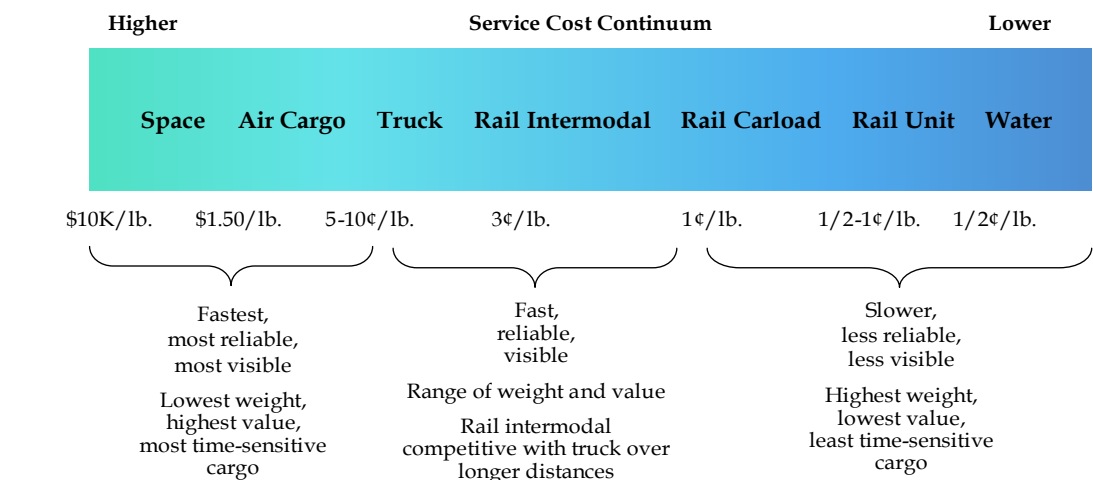 Higher Service Cost Continuum Lower
Space Air Cargo Truck Rail Intermodal Rail Carload Rail Unit Water
$10K/lb. $1.50/lb. 5-10¢/lb. 3¢/lb. 1¢/lb. 1/2-1¢/lb. 1/2¢/lb.
Fastest,
most reliable,
most visible
Lowest weight,
highest value,
most time-sensitive
cargo
Fast,
reliable,
visible
Range of weight and value
Rail intermodal
competitive with truck over
longer distances
Slower,
less reliable,
less visible
Highest weight,
lowest value,
least time-sensitive
cargo